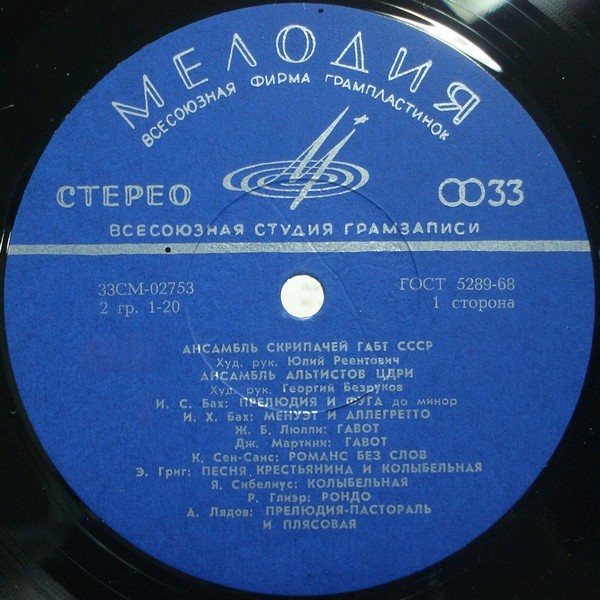 МЕЛОДИЯ
ВСЕСОЮЗНАЯ ФИРМА ГРАМПЛАСТИНОК
СТЕРЕО
33
ВСЕСОЮЗНАЯ СТУДИЯ ГРАМЗАПИСИ
33СМ-02753
2 гр. 1-20
ГОСТ 5289-68
1 сторона
АНСАМБЛЬ СКРИПАЧЕЙ ГАБТ СССР
Худ. рук. Юлий Реентович
АНСАМБЛЬ АЛЬТИСТОВ ЦДРИ
Худ. рук. Георгий Безруков
И. С. Бах: ПРЕЛЮДИЯ И ФУГА до минор
И. Х. Бах: МЕНУЭТ И АЛЛЕГРЕТТО
Ж. Б. Люлли: ГАВОТ
Дж. Мартини: ГАВОТ
К. Сен-Санс: РОМАНС БЕЗ СЛОВ
Э. Григ: ПЕСНЯ КРЕСТЬЯНИНА И КОЛЫБЕЛЬНАЯ
Я. Сибелиус: КОЛЫБЕЛЬНАЯ
Р. Глиэр: РОНДО
А. Лядов: ПРЕЛЮДИЯ-ПАСТОРАЛЬ
И ПЛЯСОВАЯ